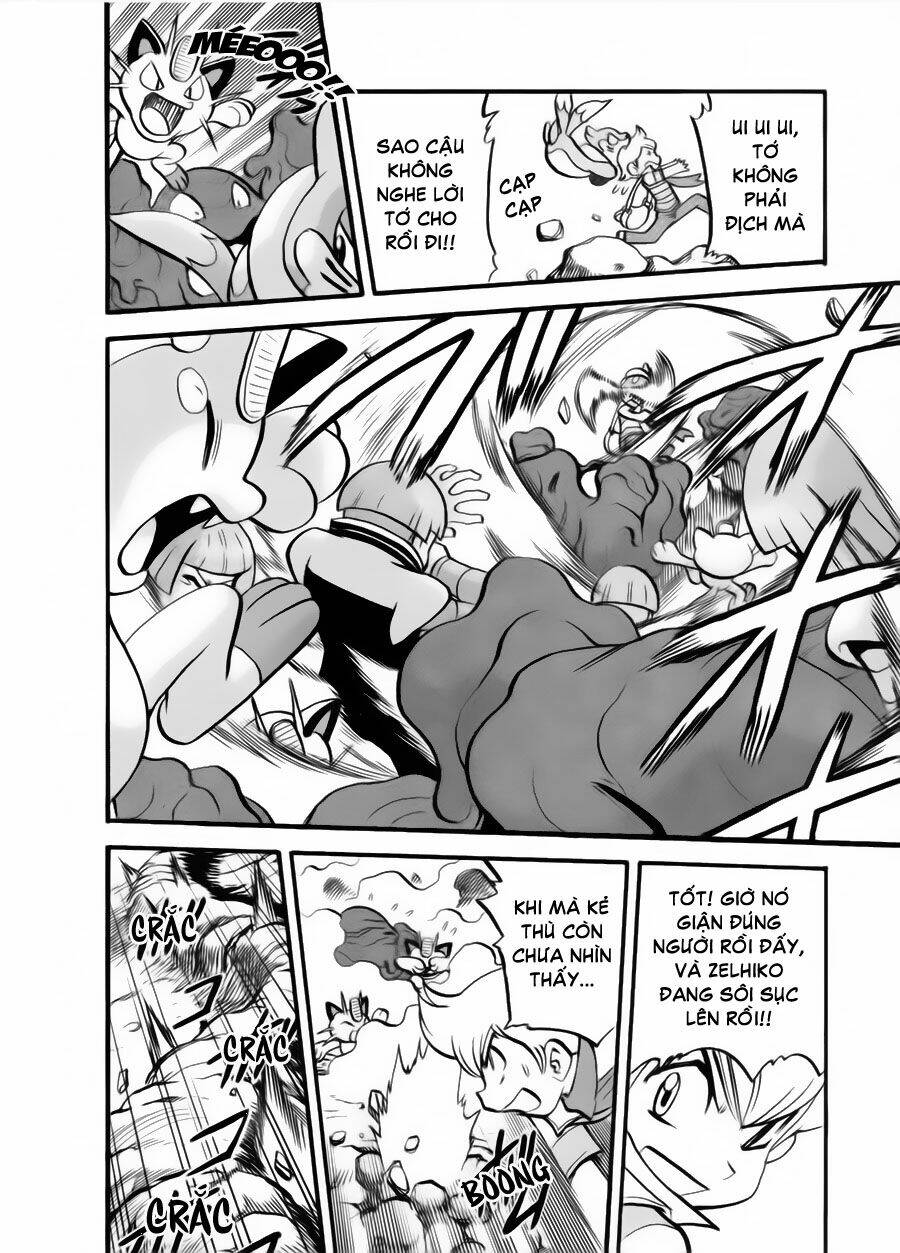 UI UI UI,
TỚ
KHÔNG
PHẢI
ĐỊCH MÀ
CẠP
CẠP
SAO CẬU
KHÔNG
NGHE LỜI
TỚ CHO
RỒI ĐI!!
MÉEOOO!!
TỐT! GIỜ NÓ
GIẬN ĐÚNG
NGƯỜI RỒI ĐẤY,
VÀ ZELHIKO
ĐANG SÔI SỤC
LÊN RỒI!!
KHI MÀ KẺ
THÙ CÒN
CHƯA NHÌN
THẤY...
BOONG
CRẮC
CRẮC
CRẮC